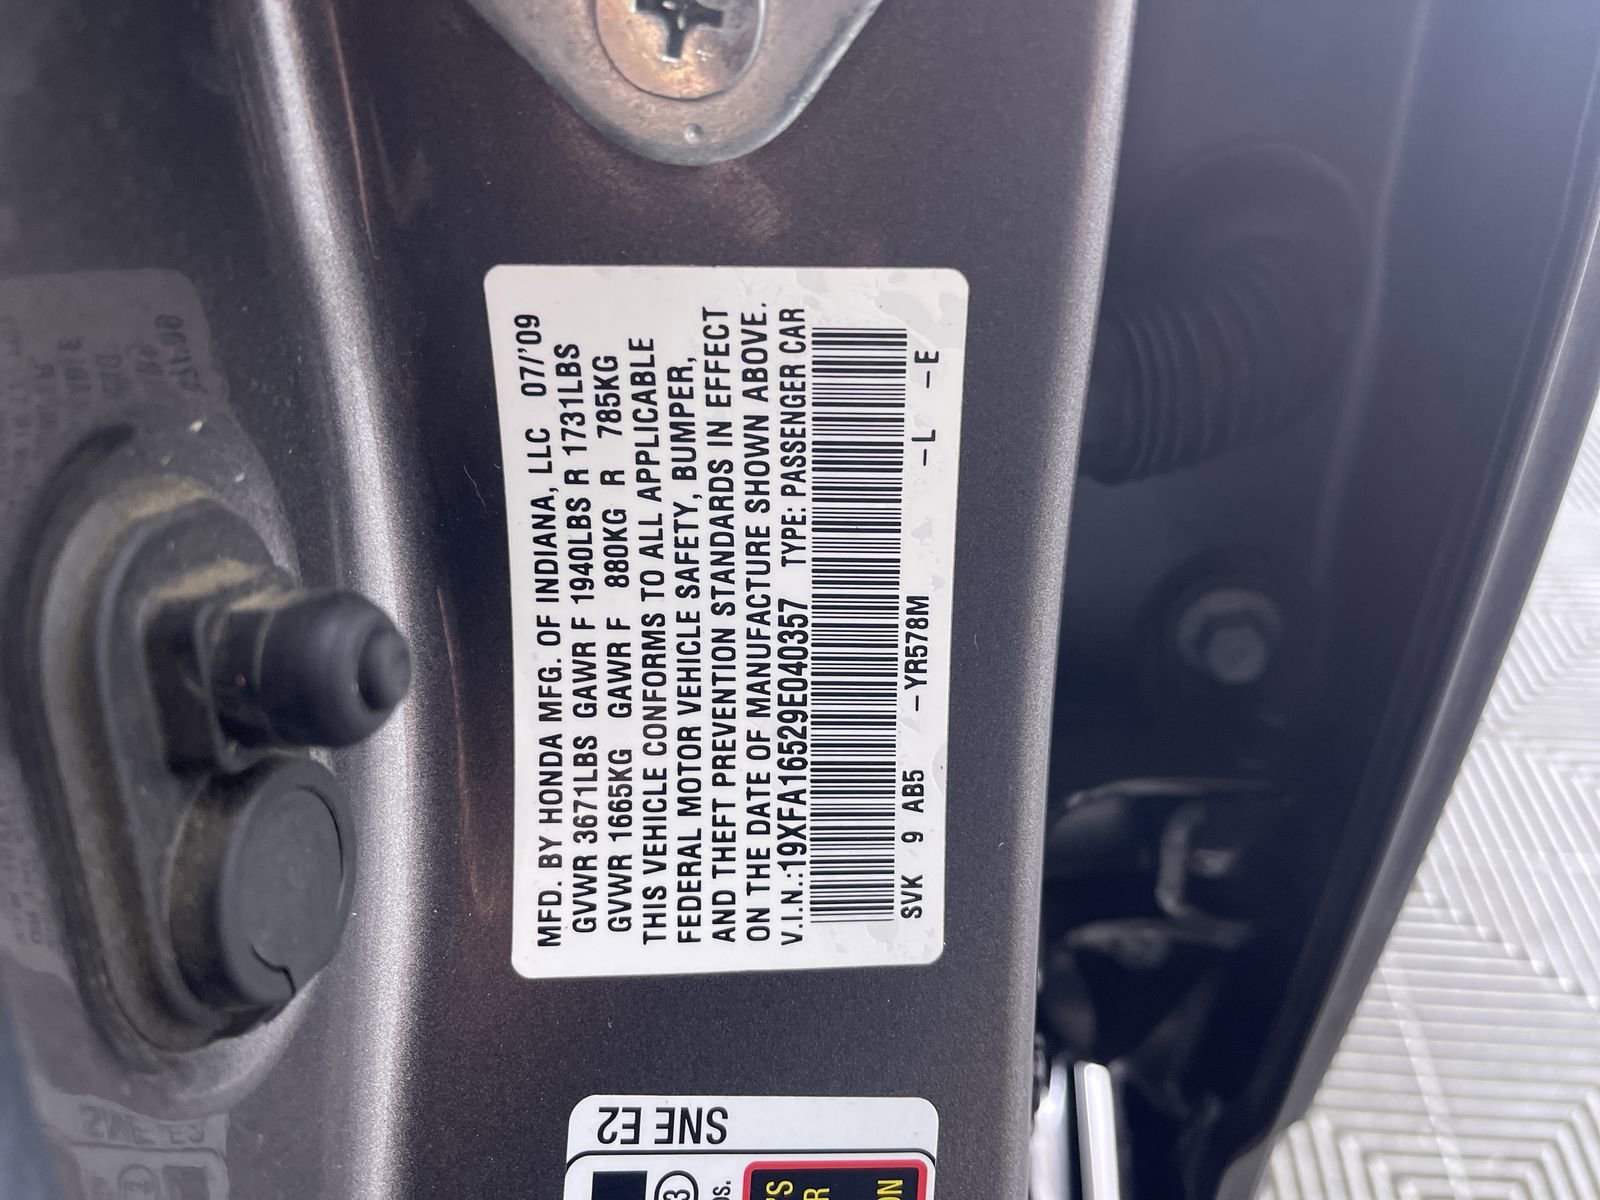 MFD. BY HONDA MFG. OF INDIANA, LLC 07/'09
GVWR 3671LBS GAWR F 1940LBS R 1731LBS
GVWR 1665KG GAWR F 880KG R 785KG
THIS VEHICLE CONFORMS TO ALL APPLICABLE
FEDERAL MOTOR VEHICLE SAFETY, BUMPER,
AND THEFT PREVENTION STANDARDS IN EFFECT
ON THE DATE OF MANUFACTURE SHOWN ABOVE.
V.I.N.:19XFA16529E040357 TYPE: PASSENGER CAR
SVK 9 AB5 -YR578M -L -E
SNE E2